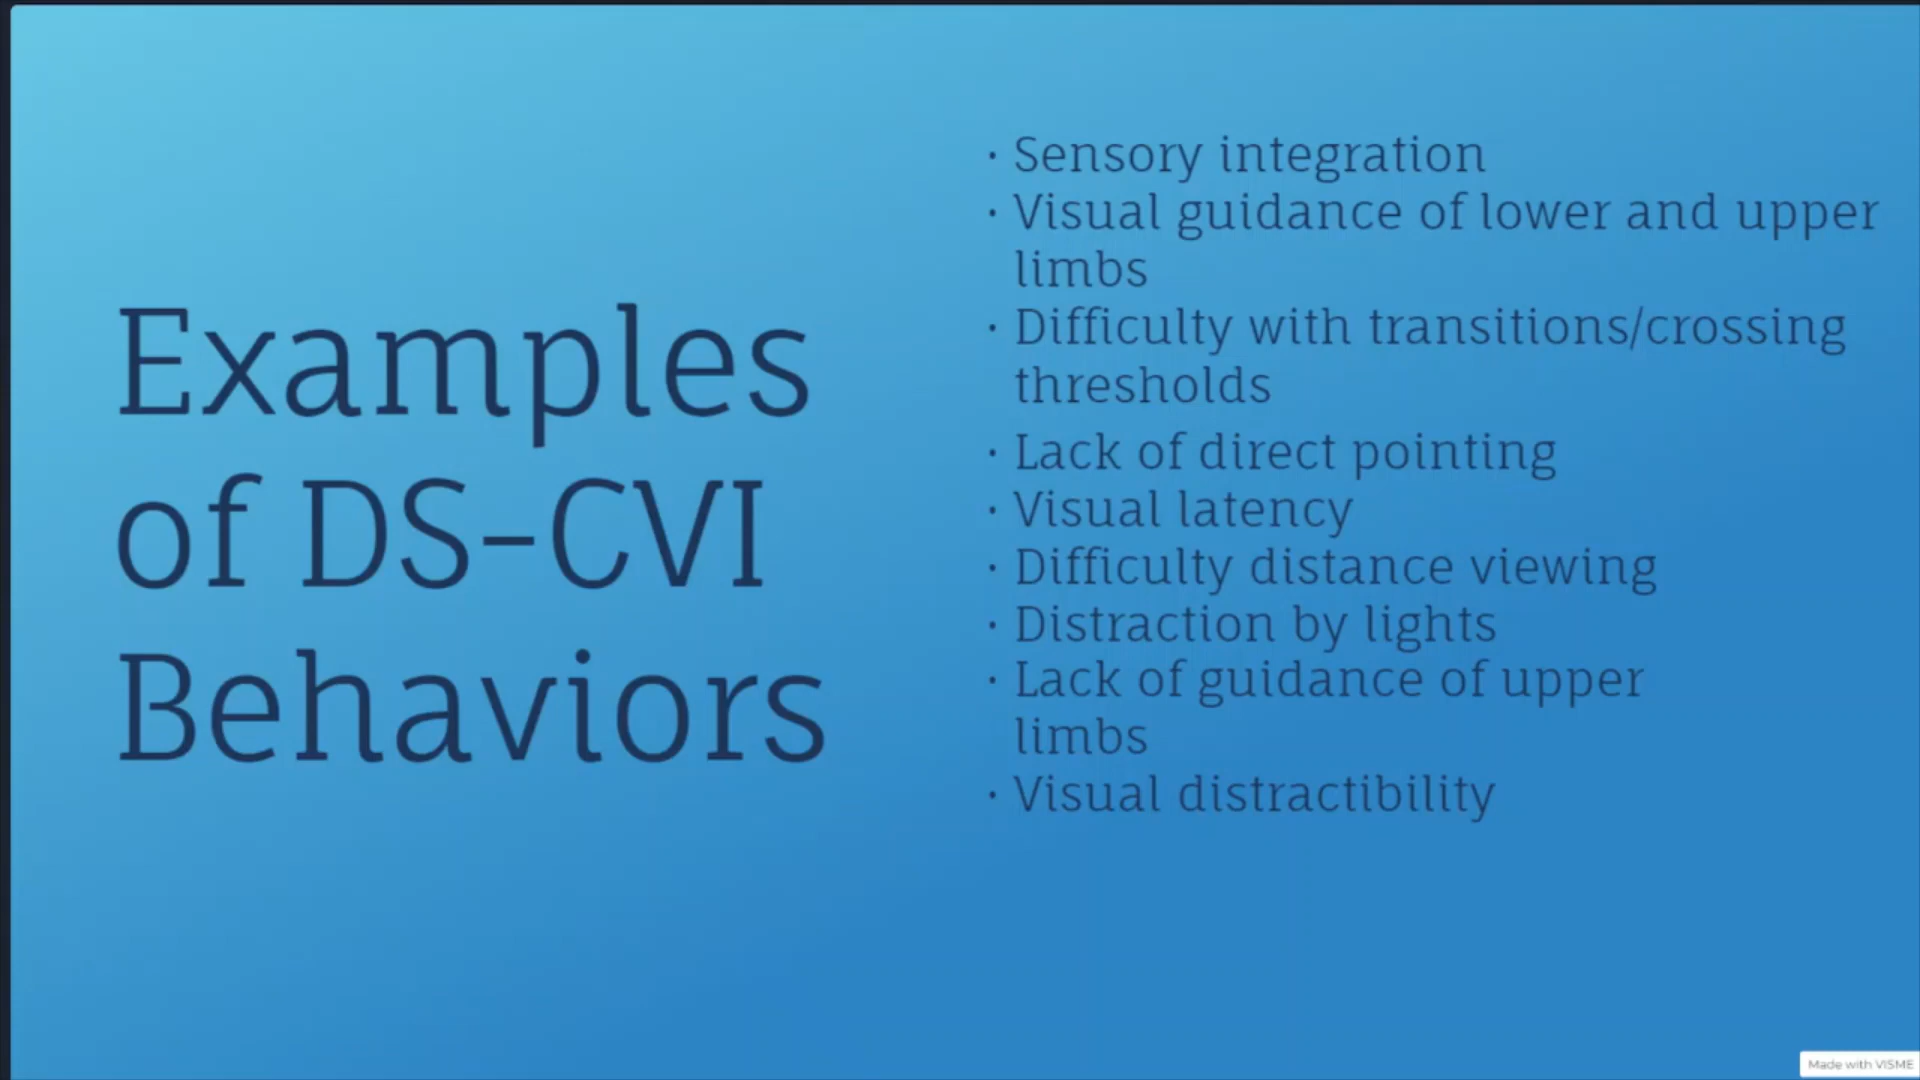 Examples
of DS-CVI
Behaviors
· Sensory integration
· Visual guidance of lower and upper
limbs
· Difficulty with transitions/crossing
thresholds
· Lack of direct pointing
· Visual latency
· Difficulty distance viewing
· Distraction by lights
· Lack of guidance of upper
limbs
· Visual distractibility
Made with VISME